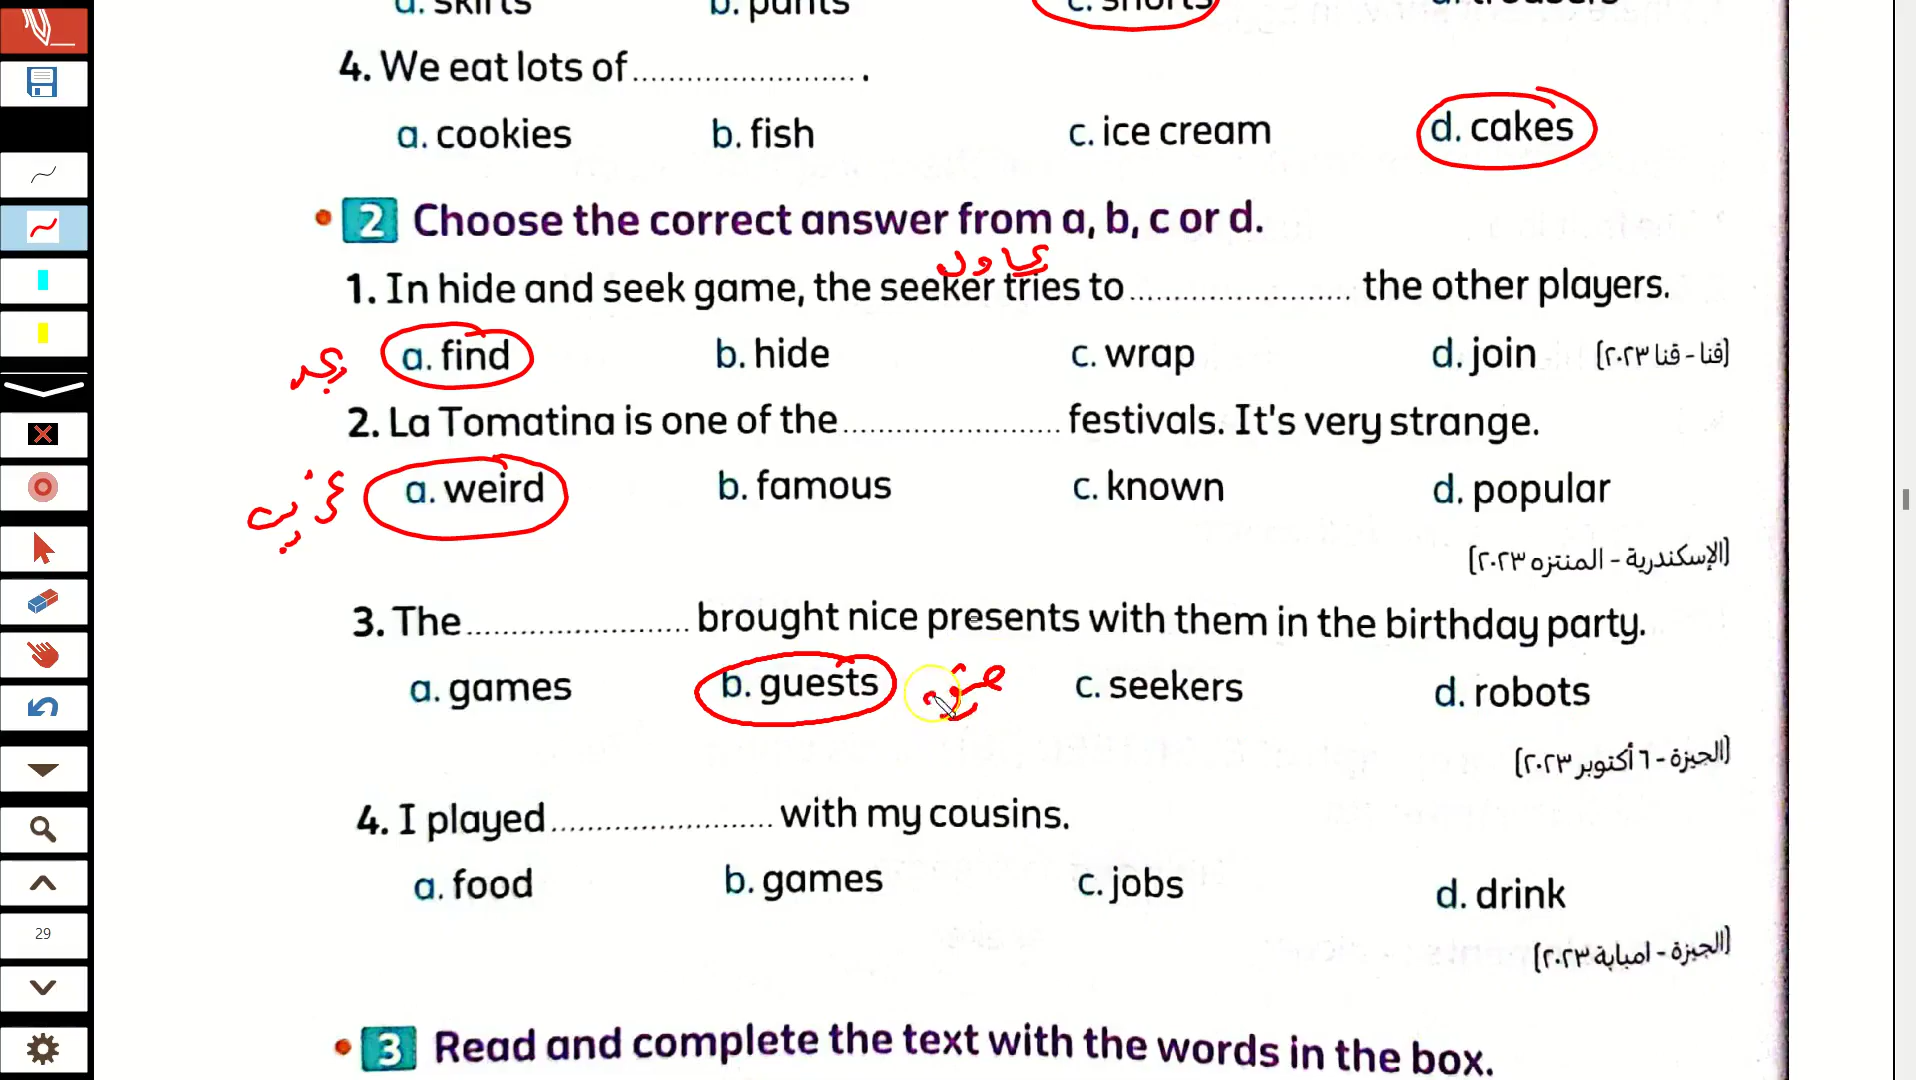 a. skirts b. pants c. shorts d. trousers
4. We eat lots of ........................ .
a. cookies b. fish c. ice cream d. cakes
2 Choose the correct answer from a, b, c or d.
يحاول
1. In hide and seek game, the seeker tries to ........................ the other players.
يجد a. find b. hide c. wrap d. join (قنا - قنا ٢٠٢٣)
2. La Tomatina is one of the ........................ festivals. It's very strange.
غريب a. weird b. famous c. known d. popular
(الإسكندرية - المنتزه ٢٠٢٣)
3. The ........................ brought nice presents with them in the birthday party.
a. games b. guests c. seekers d. robots
(الجيزة - ٦ أكتوبر ٢٠٢٣)
4. I played ........................ with my cousins.
a. food b. games c. jobs d. drink
29
(الجيزة - امبابة ٢٠٢٣)
3 Read and complete the text with the words in the box.